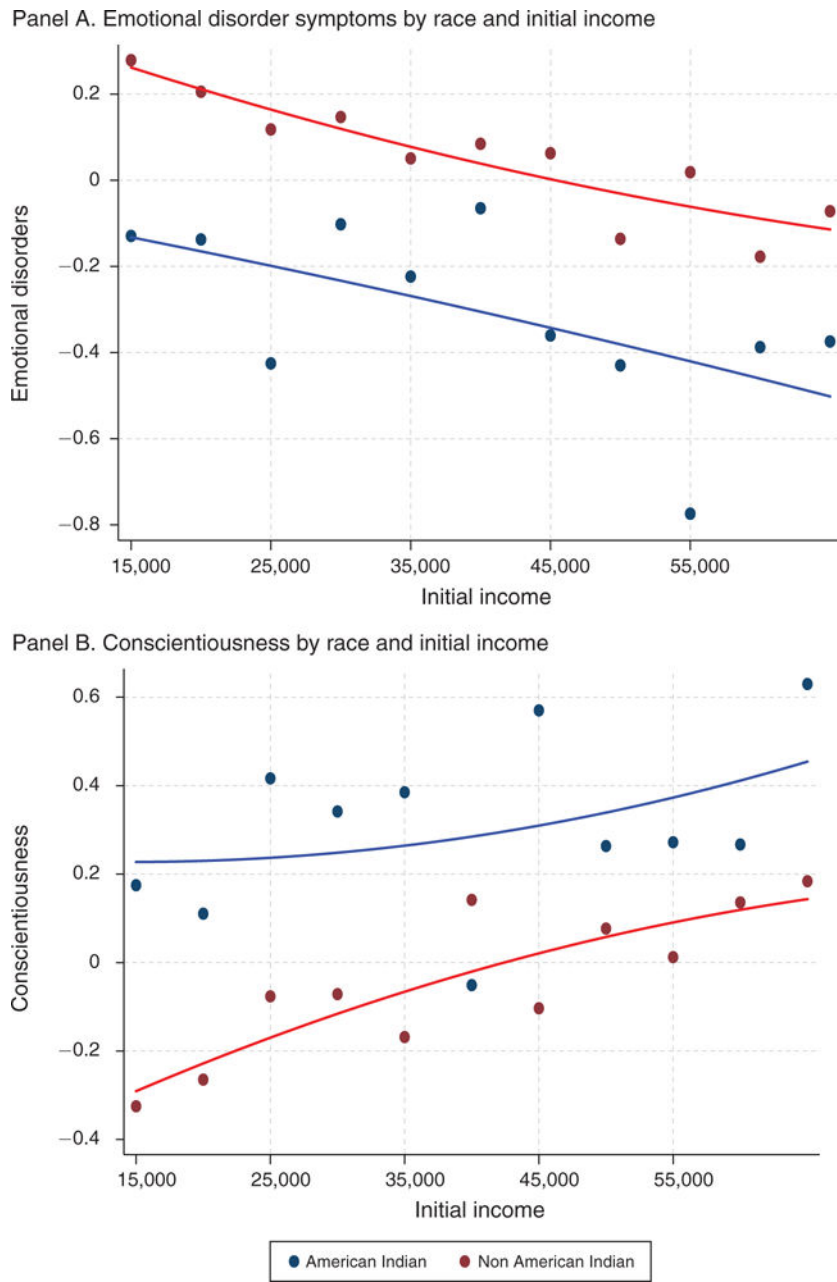 Panel A. Emotional disorder symptoms by race and initial income
0.2
0
−0.2
−0.4
−0.6
−0.8
Emotional disorders
15,000 25,000 35,000 45,000 55,000
Initial income
Panel B. Conscientiousness by race and initial income
0.6
0.4
0.2
0
−0.2
−0.4
Conscientiousness
15,000 25,000 35,000 45,000 55,000
Initial income
American Indian Non American Indian